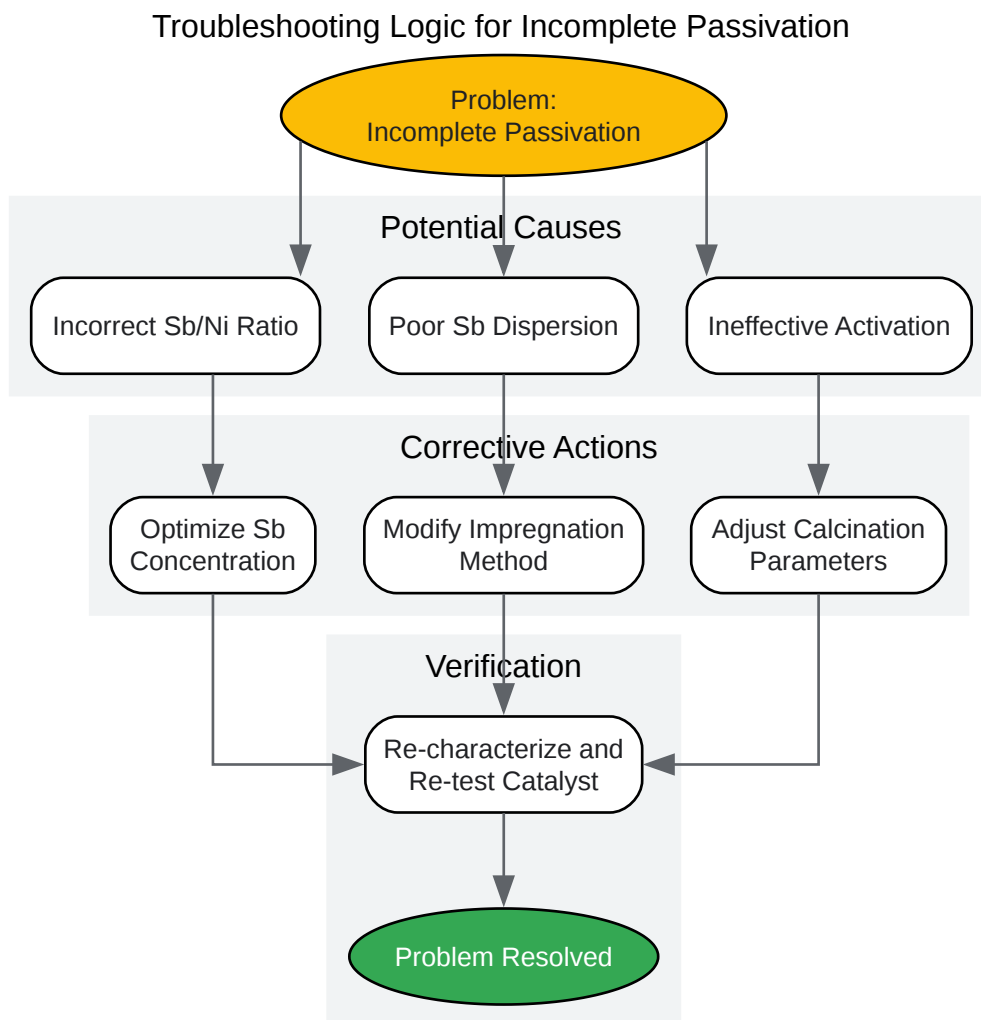 Troubleshooting Logic for Incomplete Passivation
Problem:
Incomplete Passivation
Potential Causes
Incorrect Sb/Ni Ratio
Poor Sb Dispersion
Ineffective Activation
Corrective Actions
Optimize Sb
Concentration
Modify Impregnation
Method
Adjust Calcination
Parameters
Verification
Re-characterize and
Re-test Catalyst
Problem Resolved